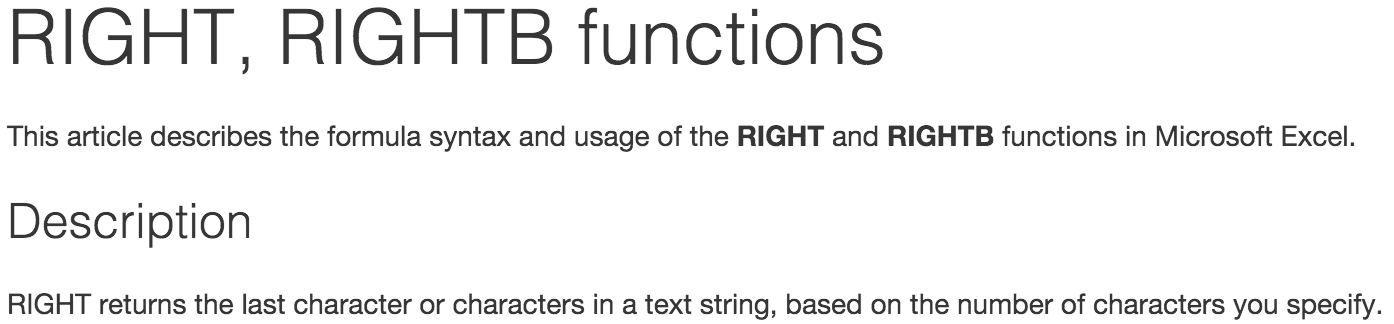 RIGHT, RIGHTB functions
This article describes the formula syntax and usage of the RIGHT and RIGHTB functions in Microsoft Excel.
Description
RIGHT returns the last character or characters in a text string, based on the number of characters you specify.